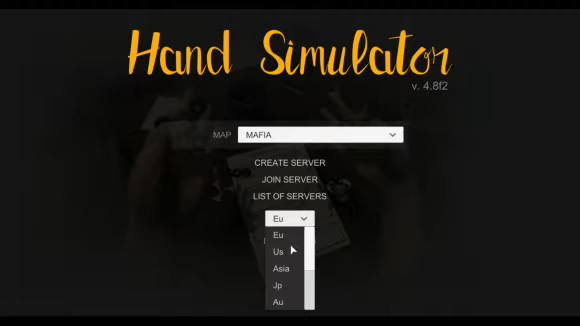 Hand Simulator
v. 4.8f2
MAP MAFIA
CREATE SERVER
JOIN SERVER
LIST OF SERVERS
Eu
Eu
Us
Asia
Jp
Au